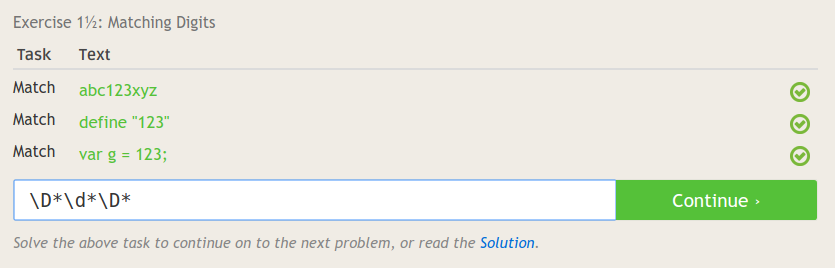 Exercise 1½: Matching Digits
Task Text
Match abc123xyz
Match define "123"
Match var g = 123;
\D*\d*\D* Continue ›
Solve the above task to continue on to the next problem, or read the Solution.